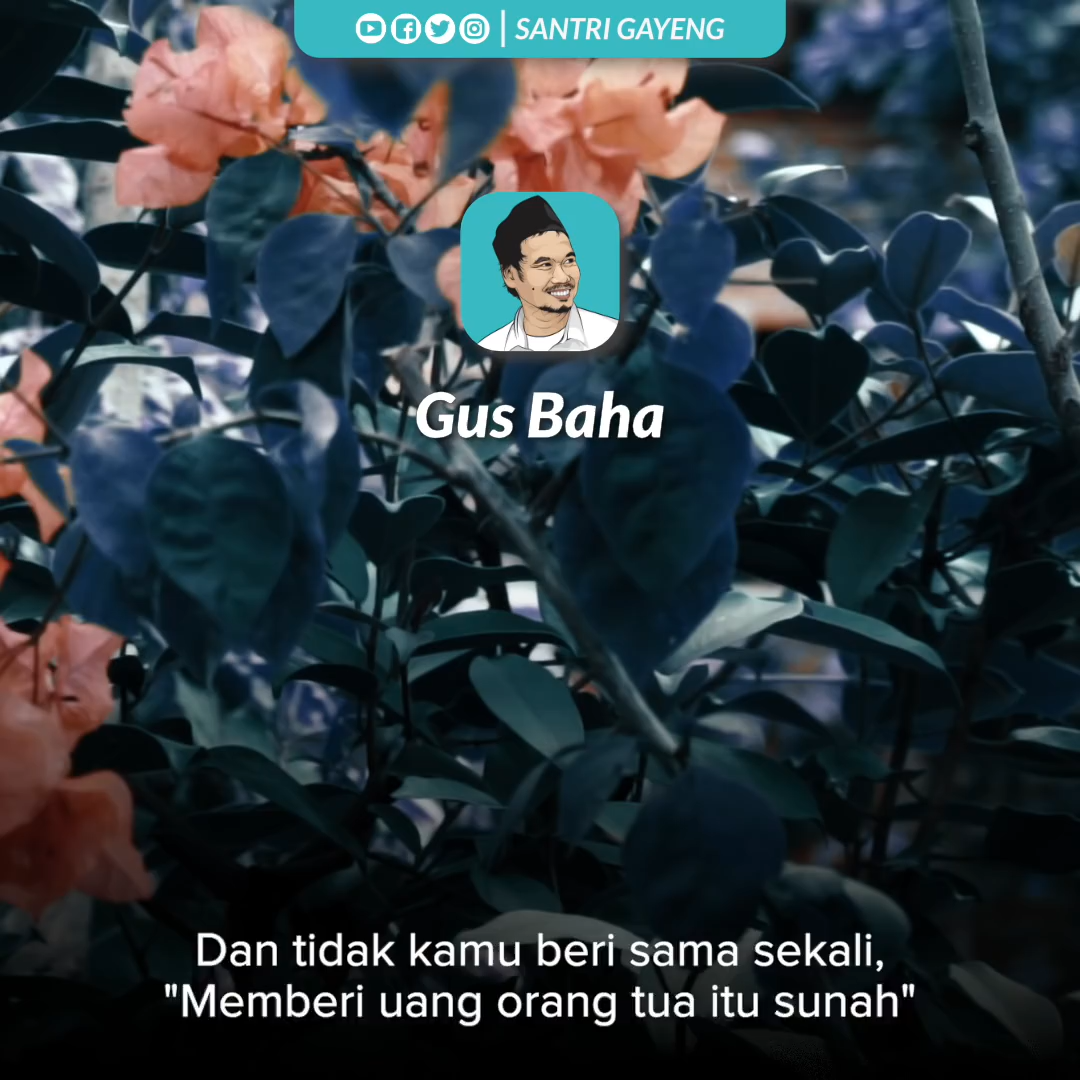 | SANTRI GAYENG
Gus Baha
Dan tidak kamu beri sama sekali,
"Memberi uang orang tua itu sunah"